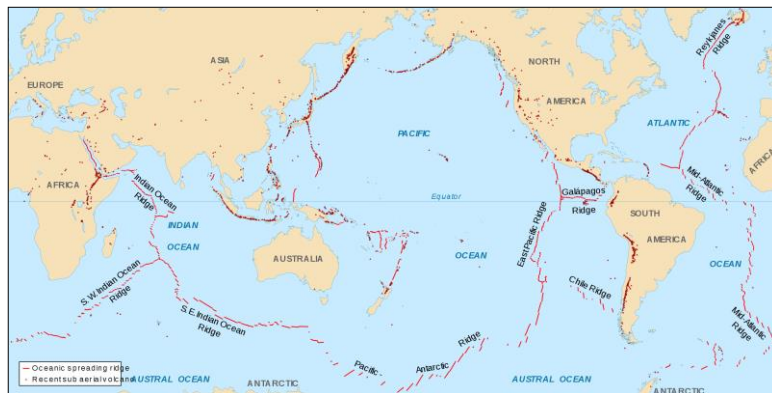 Reykjanes
Ridge
ASIA
NORTH
EUROPE
AMERICA
PACIFIC
ATLANTIC
AFRICA
AFRICA
Indian Ocean
Ridge
Mid-Atlantic
Ridge
Galápagos
Ridge
Equator
INDIAN
OCEAN
SOUTH
AMERICA
East Pacific Ridge
AUSTRALIA
OCEAN
OCEAN
S.W. Indian Ocean
Ridge
Chile Ridge
S.E. Indian Ocean
Ridge
Mid-Atlantic
Ridge
Pacific -
Antarctic
Ridge
Oceanic spreading ridge
Recent sub aerial volcano
AUSTRAL OCEAN
ANTARCTIC
AUSTRAL OCEAN
ANTARCTIC